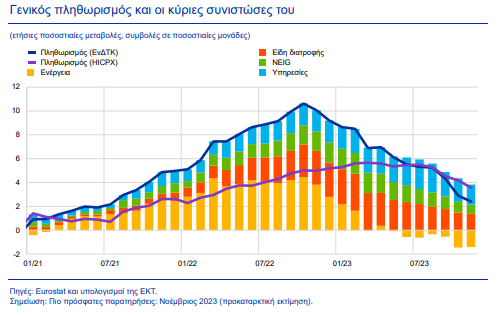 Γενικός πληθωρισμός και οι κύριες συνιστώσες του
(ετήσιες ποσοστιαίες μεταβολές, συμβολές σε ποσοστιαίες μονάδες)
Πληθωρισμός (ΕνΔΤΚ)
Πληθωρισμός (HICPX)
Ενέργεια
Είδη διατροφής
NEIG
Υπηρεσίες
12
10
8
6
4
2
0
-2
01/21 07/21 01/22 07/22 01/23 07/23
Πηγές: Eurostat και υπολογισμοί της ΕΚΤ.
Σημείωση: Πιο πρόσφατες παρατηρήσεις: Νοέμβριος 2023 (προκαταρκτική εκτίμηση).